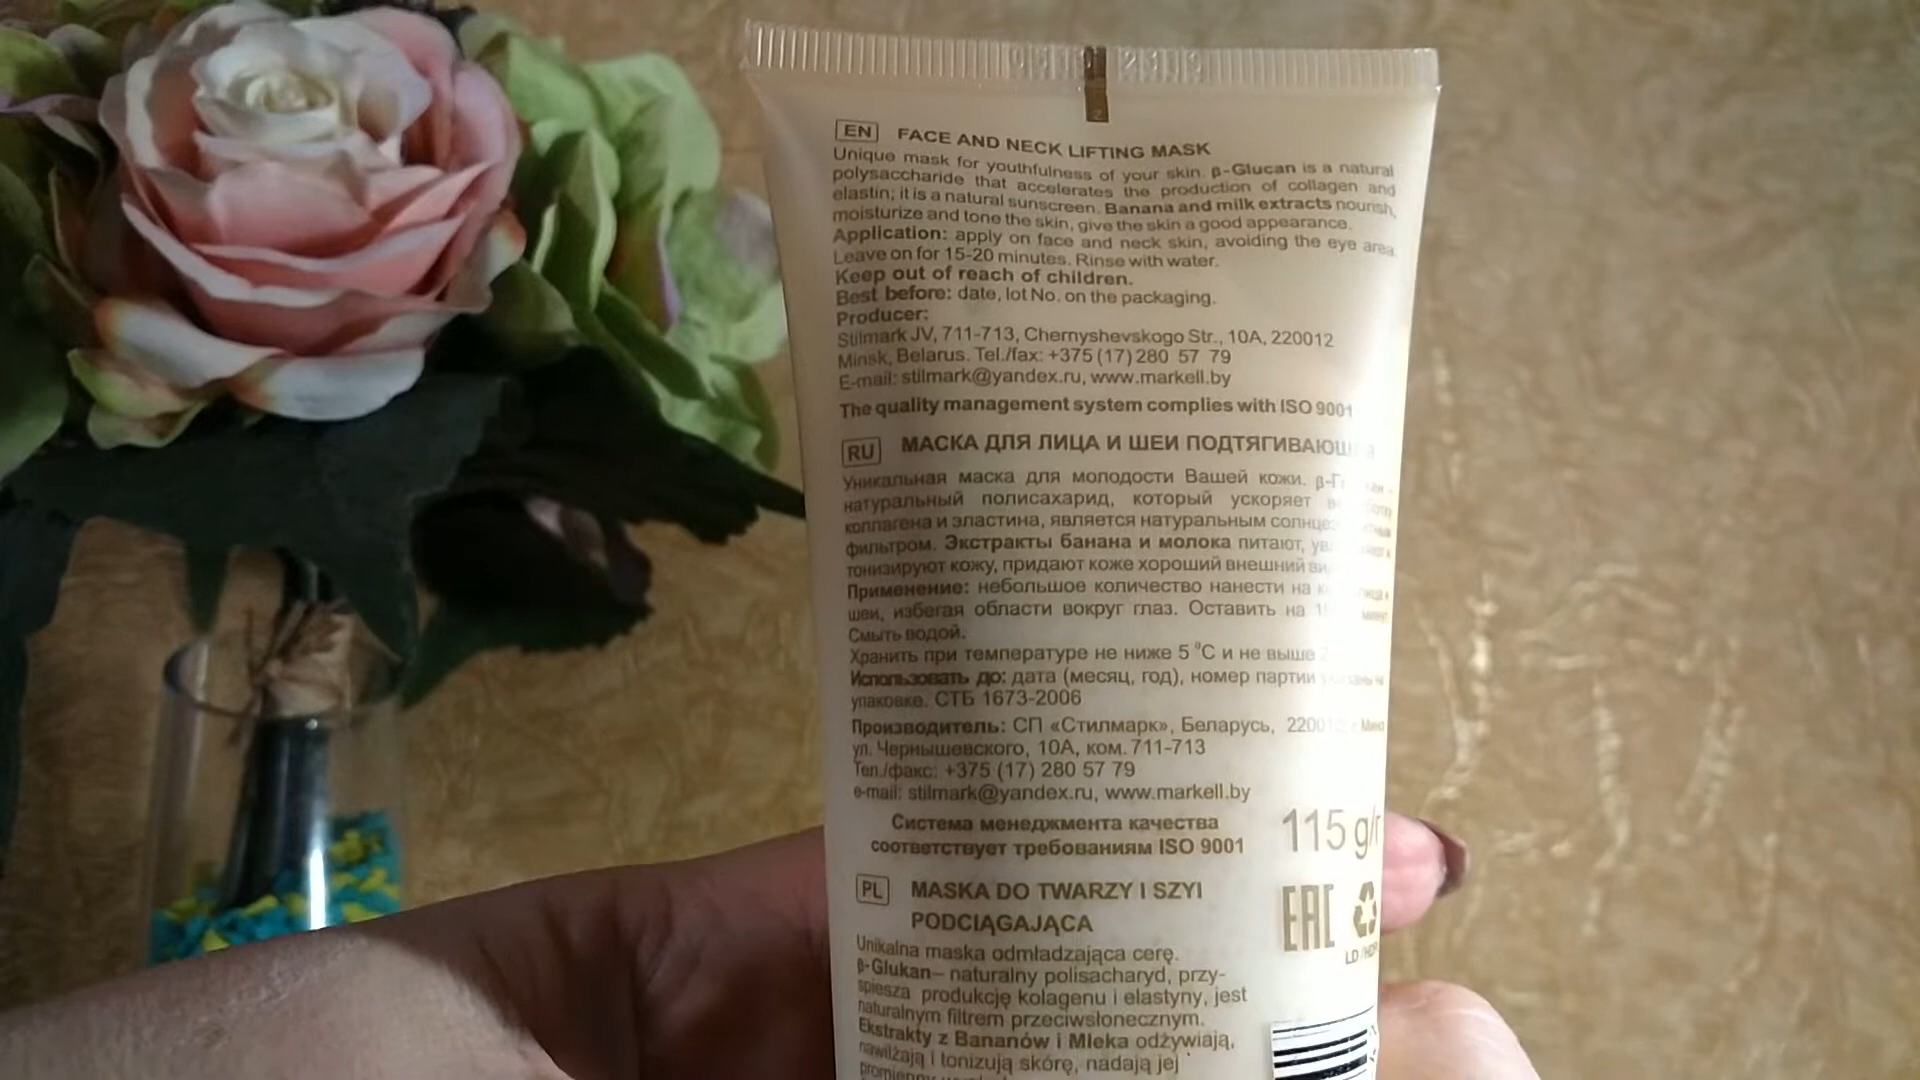 EN FACE AND NECK LIFTING MASK
Unique mask for youthfulness of your skin. β-Glucan is a natural
polysaccharide that accelerates the production of collagen and
elastin; it is a natural sunscreen. Banana and milk extracts nourish,
moisturize and tone the skin, give the skin a good appearance.
Application: apply on face and neck skin, avoiding the eye area.
Leave on for 15-20 minutes. Rinse with water.
Keep out of reach of children.
Best before: date, lot No. on the packaging.
Producer:
Stilmark JV, 711-713, Chernyshevskogo Str., 10A, 220012
Minsk, Belarus. Tel./fax: +375 (17) 280 57 79
E-mail: stilmark@yandex.ru, www.markell.by
The quality management system complies with ISO 9001
RU МАСКА ДЛЯ ЛИЦА И ШЕИ
Уникальная маска для молодости Вашей кожи.
натуральный полисахарид, который ускоряет
коллагена и эластина, является натуральным
фильтром. Экстракты банана и молока питают,
тонизируют кожу, придают коже хороший внешний
Применение: небольшое количество нанести на
шеи, избегая области вокруг глаз. Оставить на
Смыть водой.
Хранить при температуре не ниже 5 °C и не выше
Использовать до: дата (месяц, год), номер партии
упаковке. СТБ 1673-2006
Производитель: СП «Стилмарк», Беларусь,
ул. Чернышевского, 10А, ком. 711-713
Тел./факс: +375 (17) 280 57 79
e-mail: stilmark@yandex.ru, www.markell.by
Система менеджмента качества
соответствует требованиям ISO 9001
115 g/г
EAC
PL MASKA DO TWARZY I SZYI
PODCIĄGAJĄCA
Unikalna maska odmładzająca cerę.
β-Glukan– naturalny polisacharyd, przy-
spiesza produkcję kolagenu i elastyny, jest
naturalnym filtrem przeciwsłonecznym.
Ekstrakty z Bananów i Mleka odżywiają,
nawilżają i tonizują skórę, nadają jej